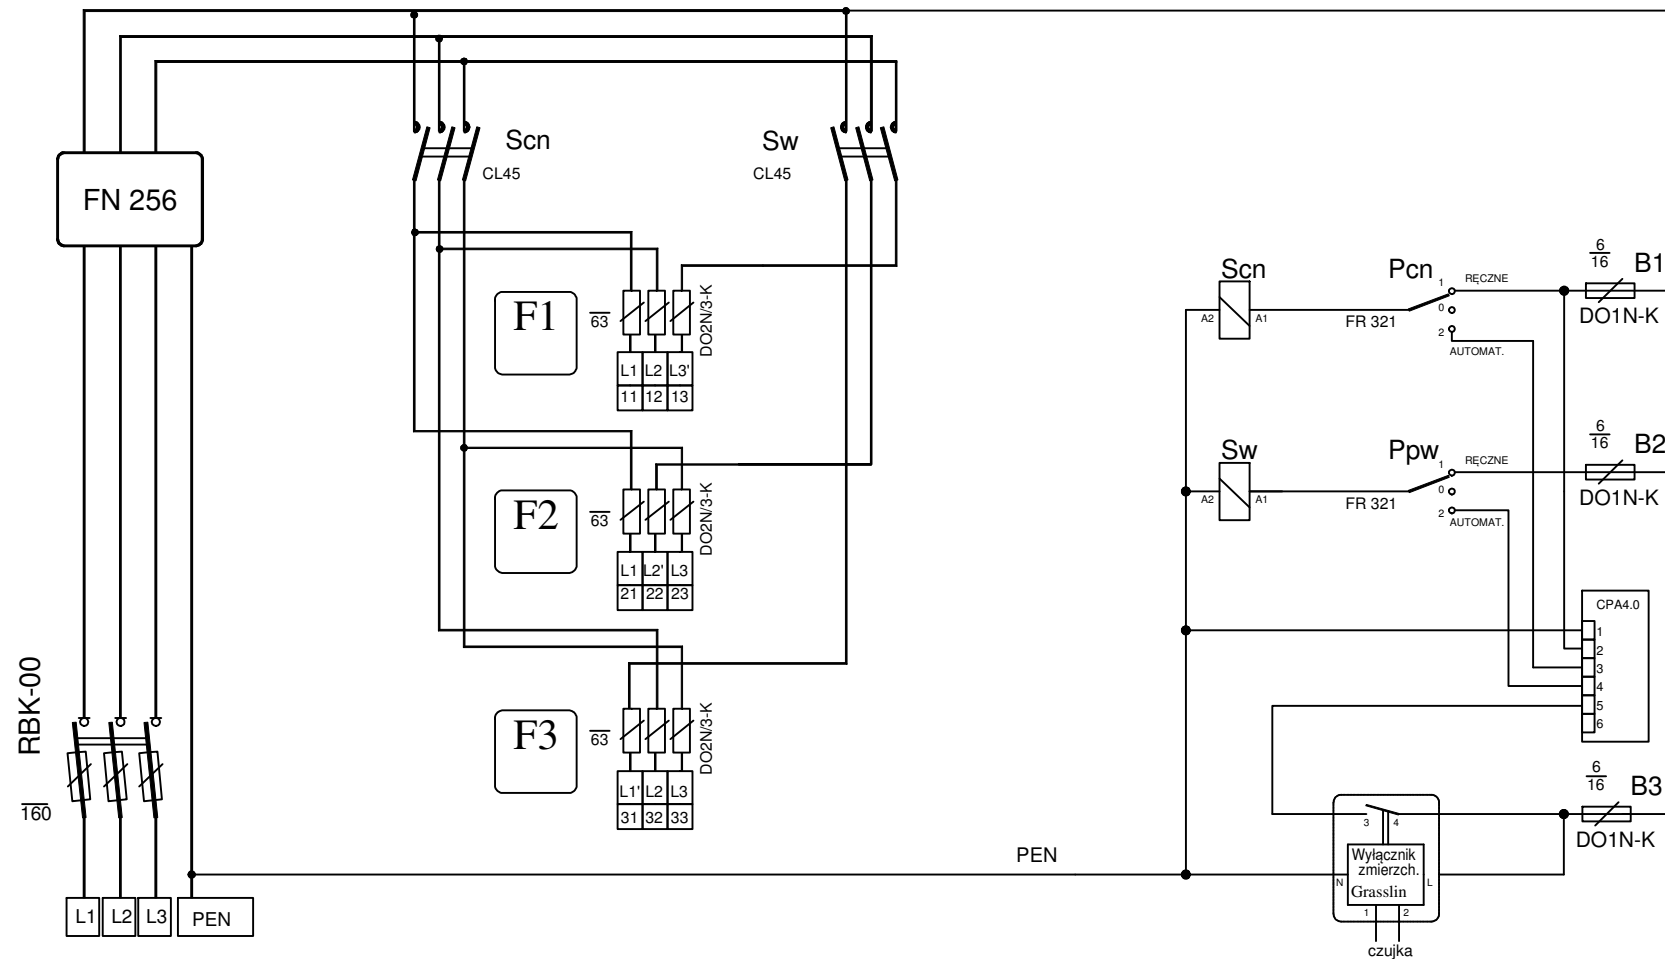 Scn
CL45
Sw
CL45
FN 256
F1
63
DO2N/3-K
L1 L2 L3'
11 12 13
F2
63
DO2N/3-K
L1 L2' L3
21 22 23
F3
63
DO2N/3-K
L1' L2 L3
31 32 33
RBK-00
160
L1 L2 L3 PEN
PEN
Scn
A2 A1
Pcn
FR 321
1 RĘCZNE
0
2
AUTOMAT.
6
16
B1
DO1N-K
Sw
A2 A1
Ppw
FR 321
1 RĘCZNE
0
2
AUTOMAT.
6
16
B2
DO1N-K
CPA4.0
1
2
3
4
5
6
6
16
B3
DO1N-K
3 4
Wyłącznik
zmierzch.
Grasslin
N L
1 2
czujka